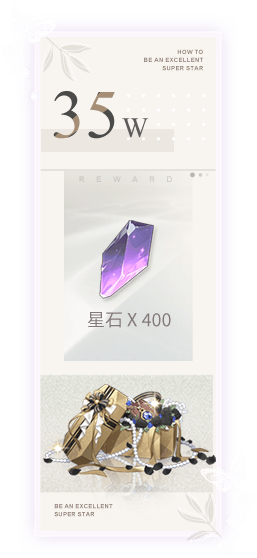 HOW TO
BE AN EXCELLENT
SUPER STAR
35W
REWARD
星石 X 400
BE AN EXCELLENT
SUPER STAR